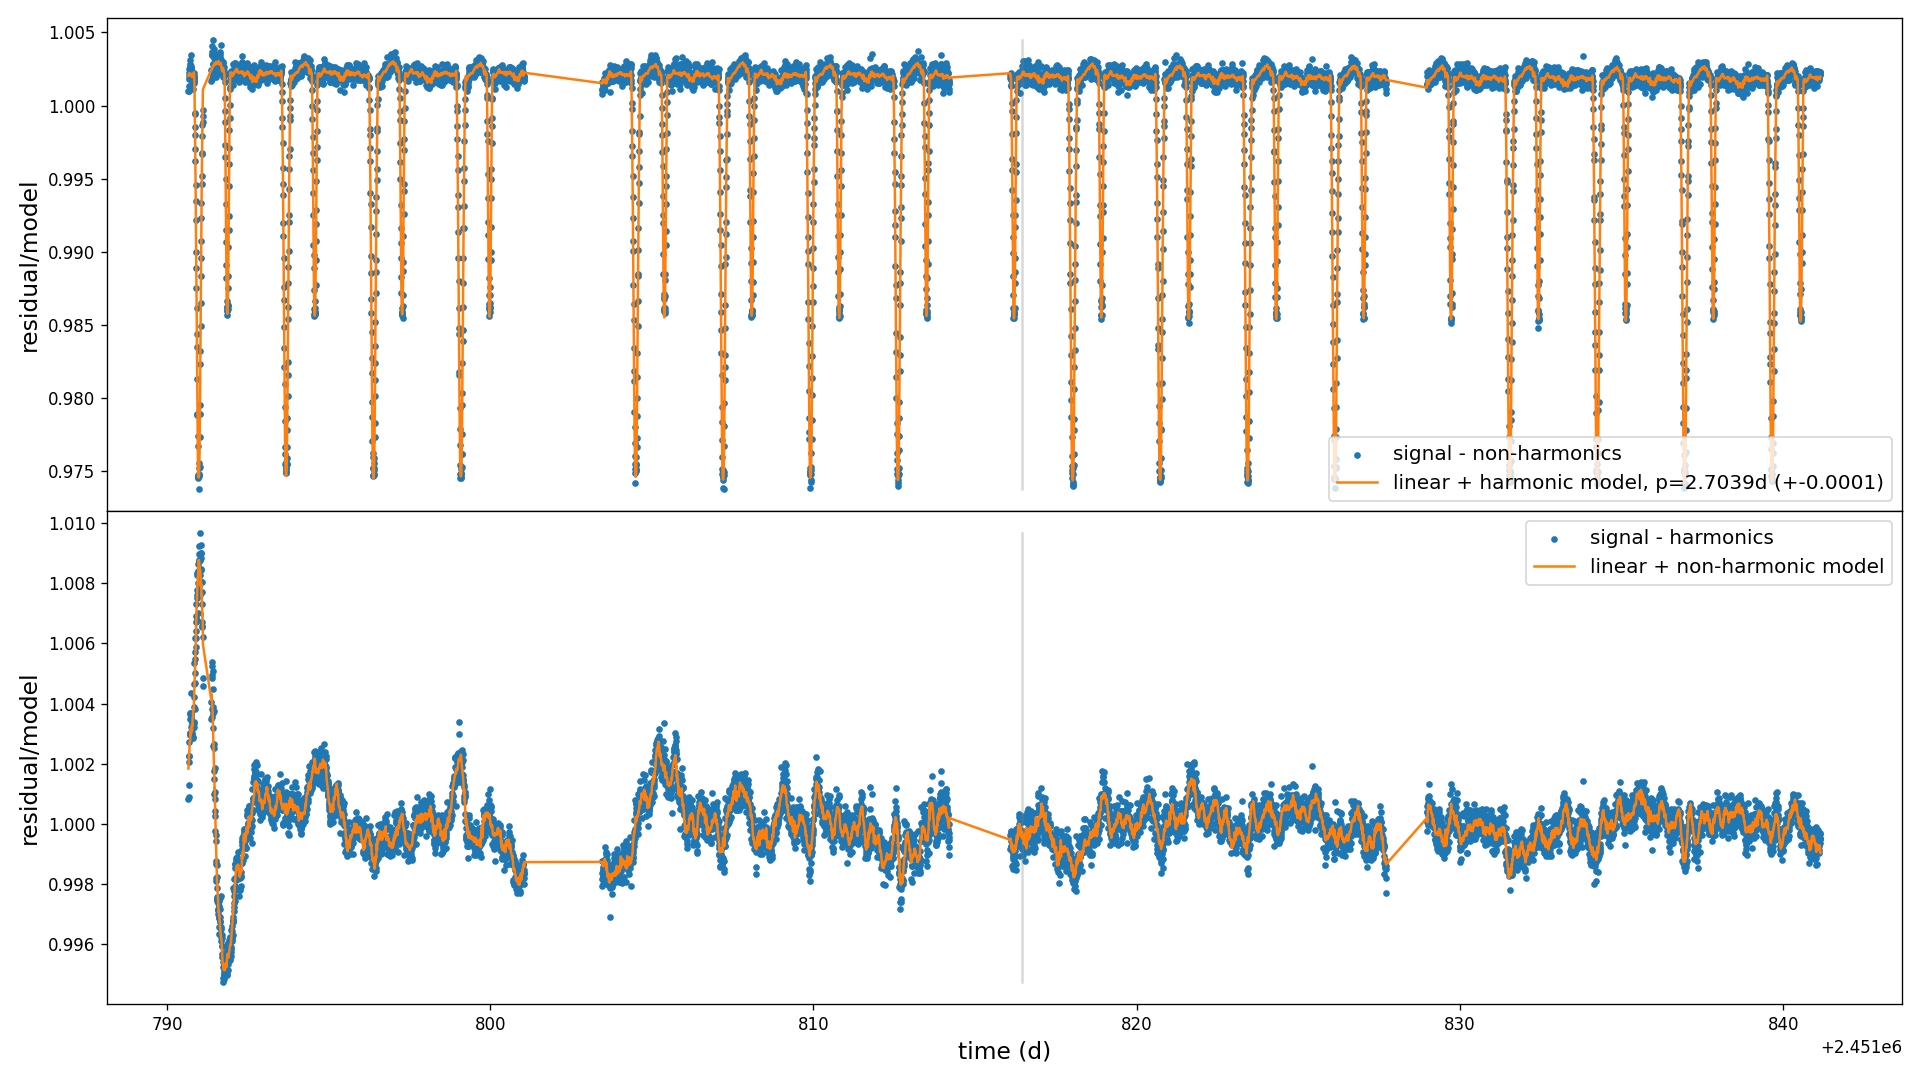 1.005
1.000
0.995
0.990
0.985
0.980
0.975
residual/model
signal - non-harmonics
linear + harmonic model, p=2.7039d (+-0.0001)
1.010
1.008
1.006
1.004
1.002
1.000
0.998
0.996
residual/model
signal - harmonics
linear + non-harmonic model
790
800
810
820
830
840
time (d)
+2.451e6